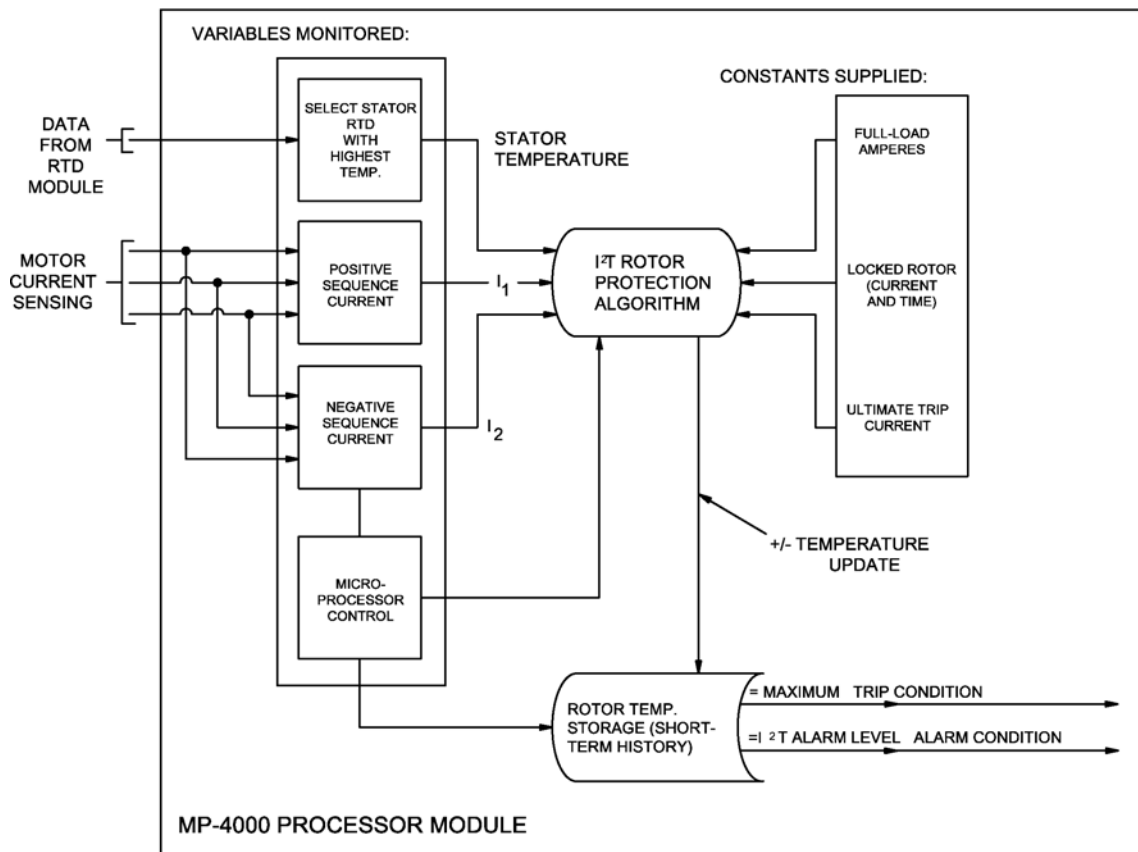 VARIABLES MONITORED:
SELECT STATOR
RTD
WITH
HIGHEST
TEMP.
DATA
FROM
RTD
MODULE
STATOR
TEMPERATURE
CONSTANTS SUPPLIED:
FULL-LOAD
AMPERES
MOTOR
CURRENT
SENSING
POSITIVE
SEQUENCE
CURRENT
I1
I²T ROTOR
PROTECTION
ALGORITHM
LOCKED ROTOR
(CURRENT
AND TIME)
NEGATIVE
SEQUENCE
CURRENT
I2
ULTIMATE TRIP
CURRENT
+/- TEMPERATURE
UPDATE
MICRO-
PROCESSOR
CONTROL
ROTOR TEMP.
STORAGE (SHORT-
TERM HISTORY)
= MAXIMUM TRIP CONDITION
=I²T ALARM LEVEL ALARM CONDITION
MP-4000 PROCESSOR MODULE